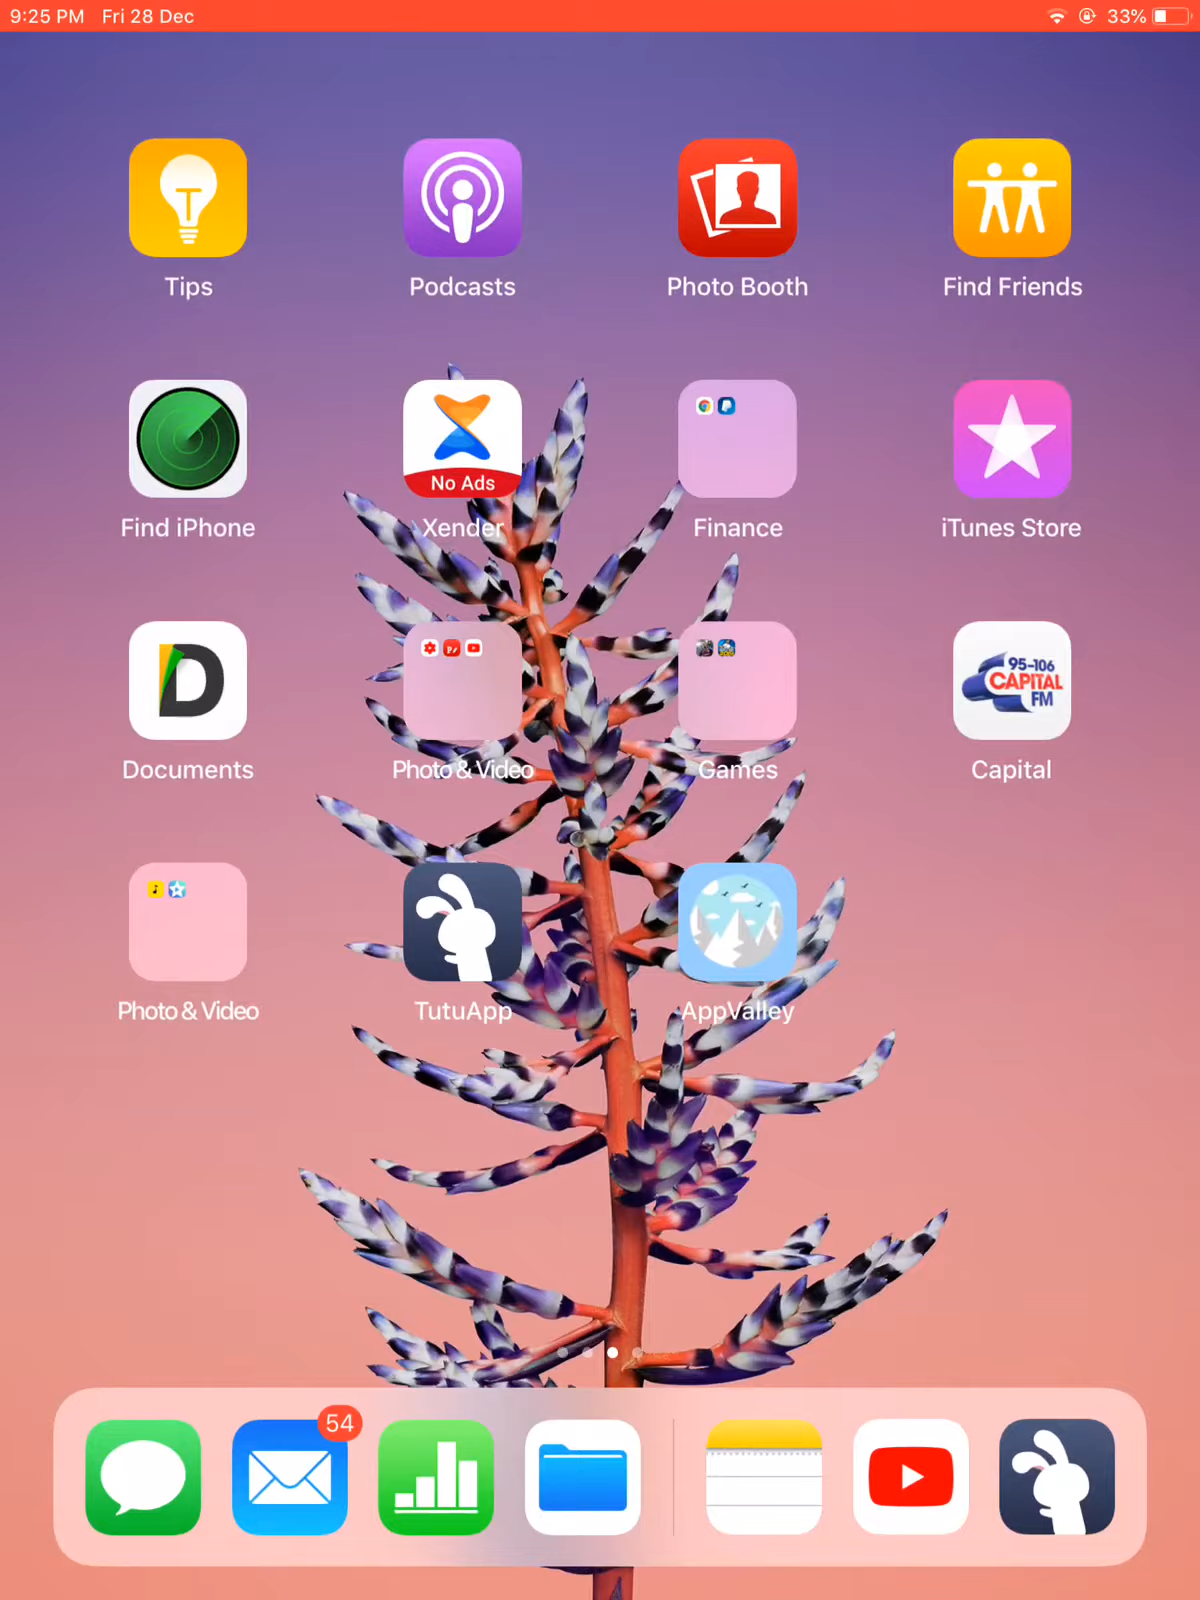 9:25 PM Fri 28 Dec 33%
Tips Podcasts Photo Booth Find Friends
No Ads
Find iPhone Xender Finance iTunes Store
95-106
CAPITAL
FM
Documents Photo & Video Games Capital
Photo & Video TutuApp AppValley
54